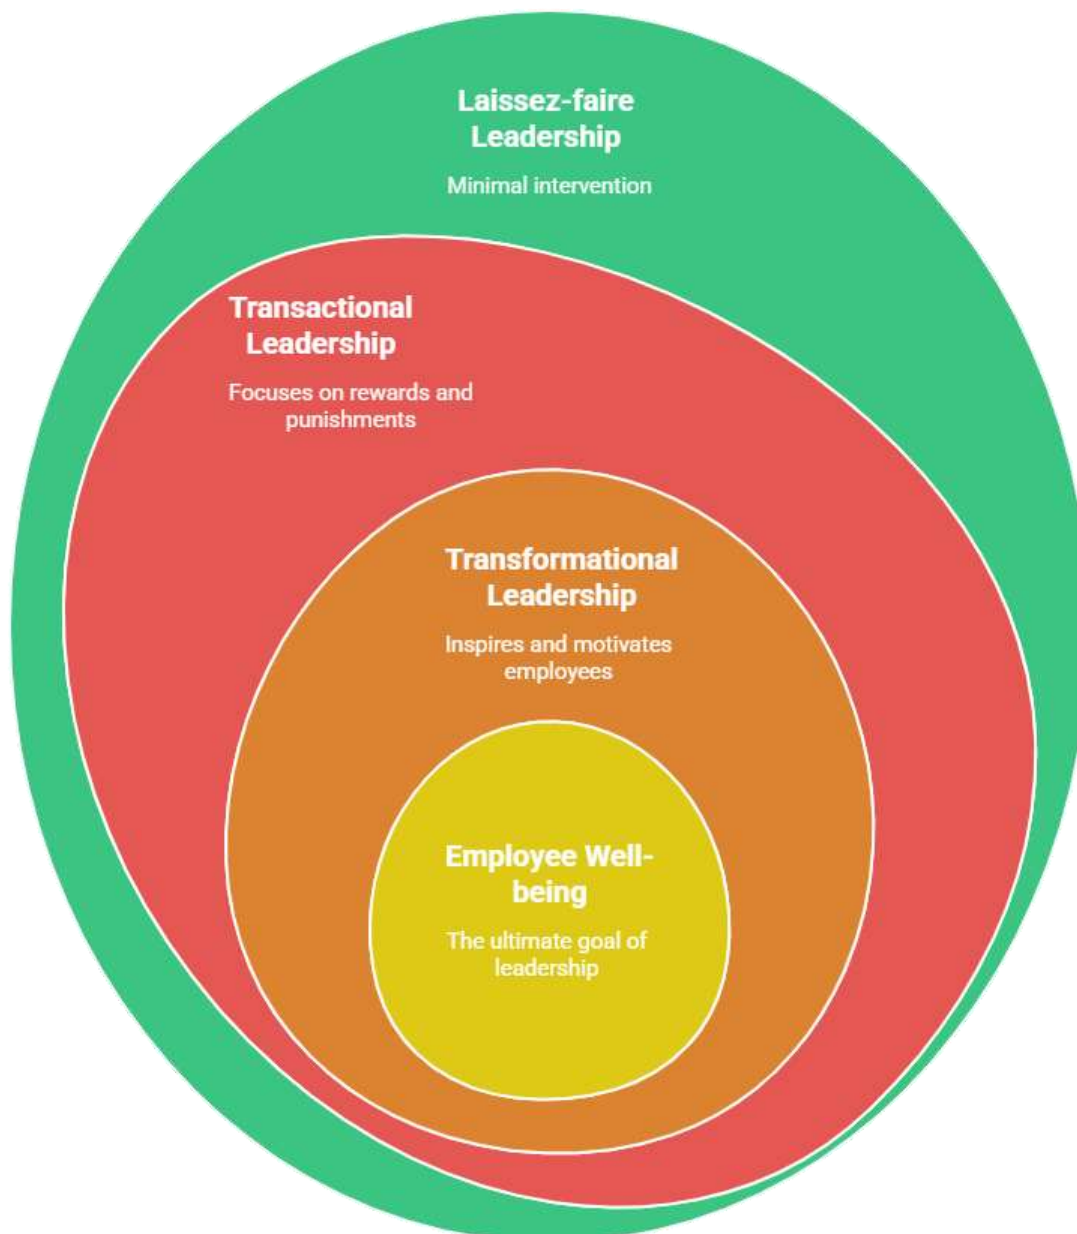 Laissez-faire
Leadership
Minimal intervention
Transactional
Leadership
Focuses on rewards and
punishments
Transformational
Leadership
Inspires and motivates
employees
Employee Well-
being
The ultimate goal of
leadership